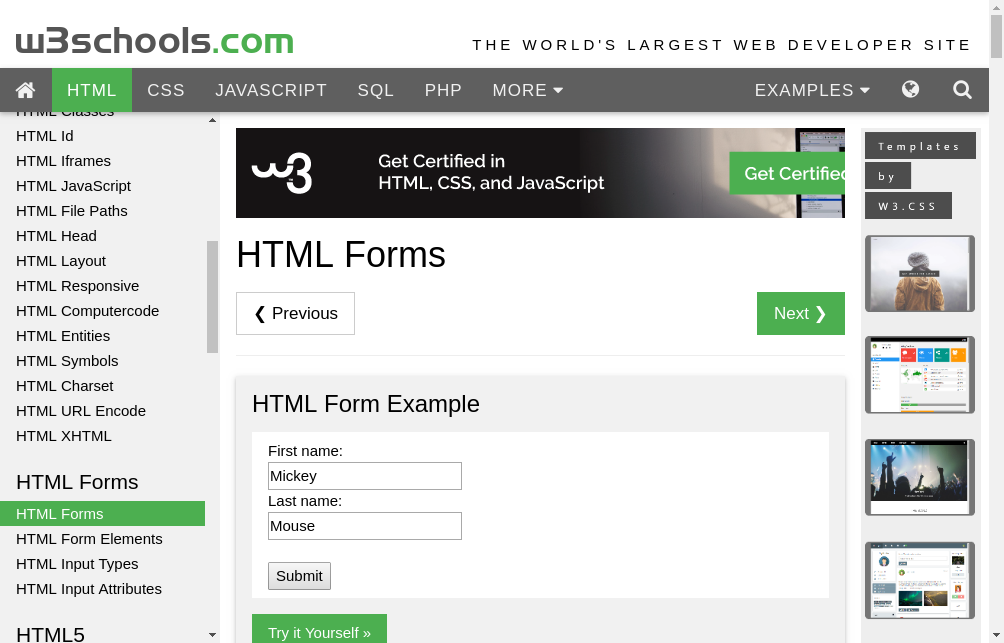 w3schools.com
THE WORLD'S LARGEST WEB DEVELOPER SITE
HTML CSS JAVASCRIPT SQL PHP MORE EXAMPLES
HTML Classes
HTML Id
HTML Iframes
HTML JavaScript
HTML File Paths
HTML Head
HTML Layout
HTML Responsive
HTML Computercode
HTML Entities
HTML Symbols
HTML Charset
HTML URL Encode
HTML XHTML
HTML Forms
HTML Forms
HTML Form Elements
HTML Input Types
HTML Input Attributes
HTML5
w3
Get Certified in
HTML, CSS, and JavaScript
Get Certified
HTML Forms
❮ Previous
Next ❯
HTML Form Example
First name:
Mickey
Last name:
Mouse
Submit
Try it Yourself »
Templates
by
W3.CSS